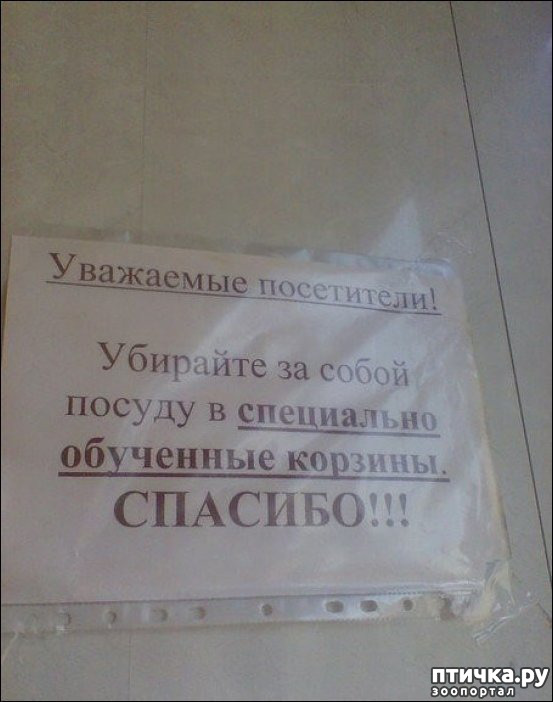 Уважаемые посетители!
Убирайте за собой
посуду в специально
обученные корзины.
СПАСИБО!!!
птичка.ру
зоопортал